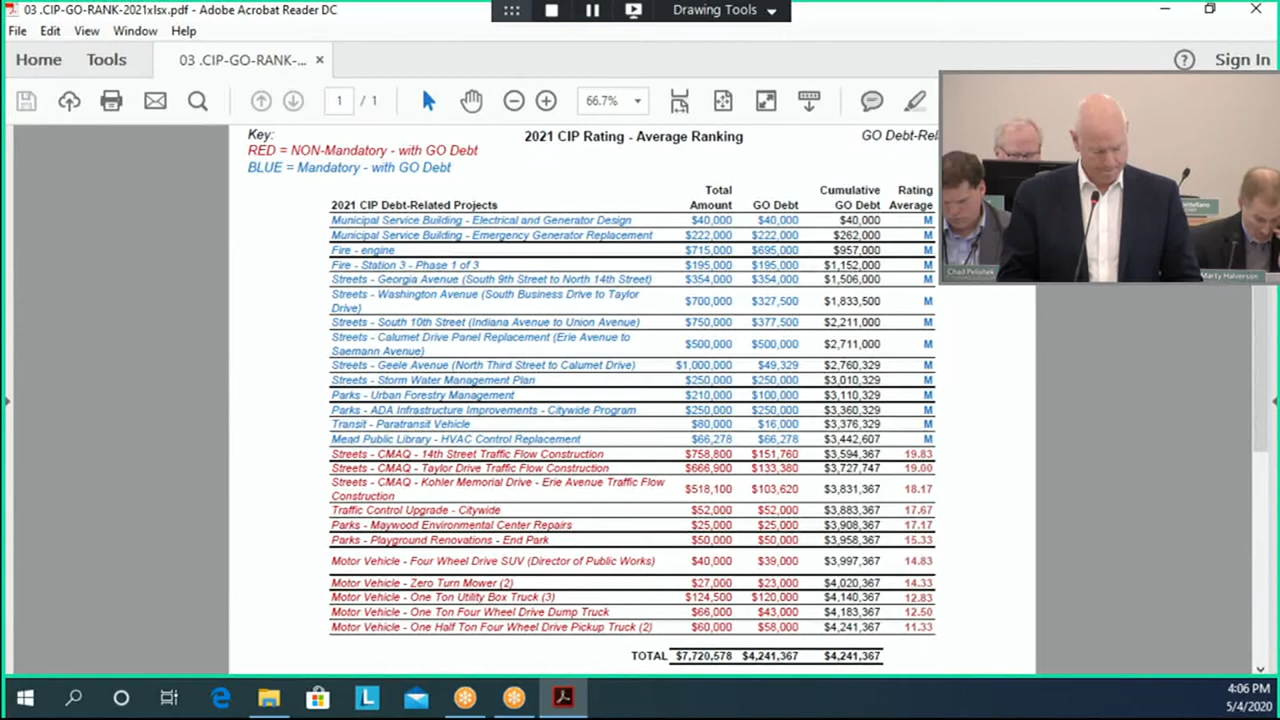 03 .CIP-GO-RANK-2021xlsx.pdf - Adobe Acrobat Reader DC
Drawing Tools
File Edit View Window Help
Home Tools 03 .CIP-GO-RANK-... × Sign In
1 / 1 66.7%
Key:
RED = NON-Mandatory - with GO Debt
BLUE = Mandatory - with GO Debt
2021 CIP Rating - Average Ranking
GO Debt-Rel
Total Cumulative Rating
2021 CIP Debt-Related Projects Amount GO Debt GO Debt Average
Municipal Service Building - Electrical and Generator Design $40,000 $40,000 $40,000 M
Municipal Service Building - Emergency Generator Replacement $222,000 $222,000 $262,000 M
Fire - engine $715,000 $695,000 $957,000 M
Fire - Station 3 - Phase 1 of 3 $195,000 $195,000 $1,152,000 M
Streets - Georgia Avenue (South 9th Street to North 14th Street) $354,000 $354,000 $1,506,000 M
Streets - Washington Avenue (South Business Drive to Taylor
Drive) $700,000 $327,500 $1,833,500 M
Streets - South 10th Street (Indiana Avenue to Union Avenue) $750,000 $377,500 $2,211,000 M
Streets - Calumet Drive Panel Replacement (Erie Avenue to
Saemann Avenue) $500,000 $500,000 $2,711,000 M
Streets - Geele Avenue (North Third Street to Calumet Drive) $1,000,000 $49,329 $2,760,329 M
Streets - Storm Water Management Plan $250,000 $250,000 $3,010,329 M
Parks - Urban Forestry Management $210,000 $100,000 $3,110,329 M
Parks - ADA Infrastructure Improvements - Citywide Program $250,000 $250,000 $3,360,329 M
Transit - Paratransit Vehicle $80,000 $16,000 $3,376,329 M
Mead Public Library - HVAC Control Replacement $66,278 $66,278 $3,442,607 M
Streets - CMAQ - 14th Street Traffic Flow Construction $758,800 $151,760 $3,594,367 19.83
Streets - CMAQ - Taylor Drive Traffic Flow Construction $666,900 $133,380 $3,727,747 19.00
Streets - CMAQ - Kohler Memorial Drive - Erie Avenue Traffic Flow
Construction $518,100 $103,620 $3,831,367 18.17
Traffic Control Upgrade - Citywide $52,000 $52,000 $3,883,367 17.67
Parks - Maywood Environmental Center Repairs $25,000 $25,000 $3,908,367 17.17
Parks - Playground Renovations - End Park $50,000 $50,000 $3,958,367 15.33
Motor Vehicle - Four Wheel Drive SUV (Director of Public Works) $40,000 $39,000 $3,997,367 14.83
Motor Vehicle - Zero Turn Mower (2) $27,000 $23,000 $4,020,367 14.33
Motor Vehicle - One Ton Utility Box Truck (3) $124,500 $120,000 $4,140,367 12.83
Motor Vehicle - One Ton Four Wheel Drive Dump Truck $66,000 $43,000 $4,183,367 12.50
Motor Vehicle - One Half Ton Four Wheel Drive Pickup Truck (2) $60,000 $58,000 $4,241,367 11.33
TOTAL $7,720,578 $4,241,367 $4,241,367
Chad Pelishek
Marty Halverson
4:06 PM
5/4/2020